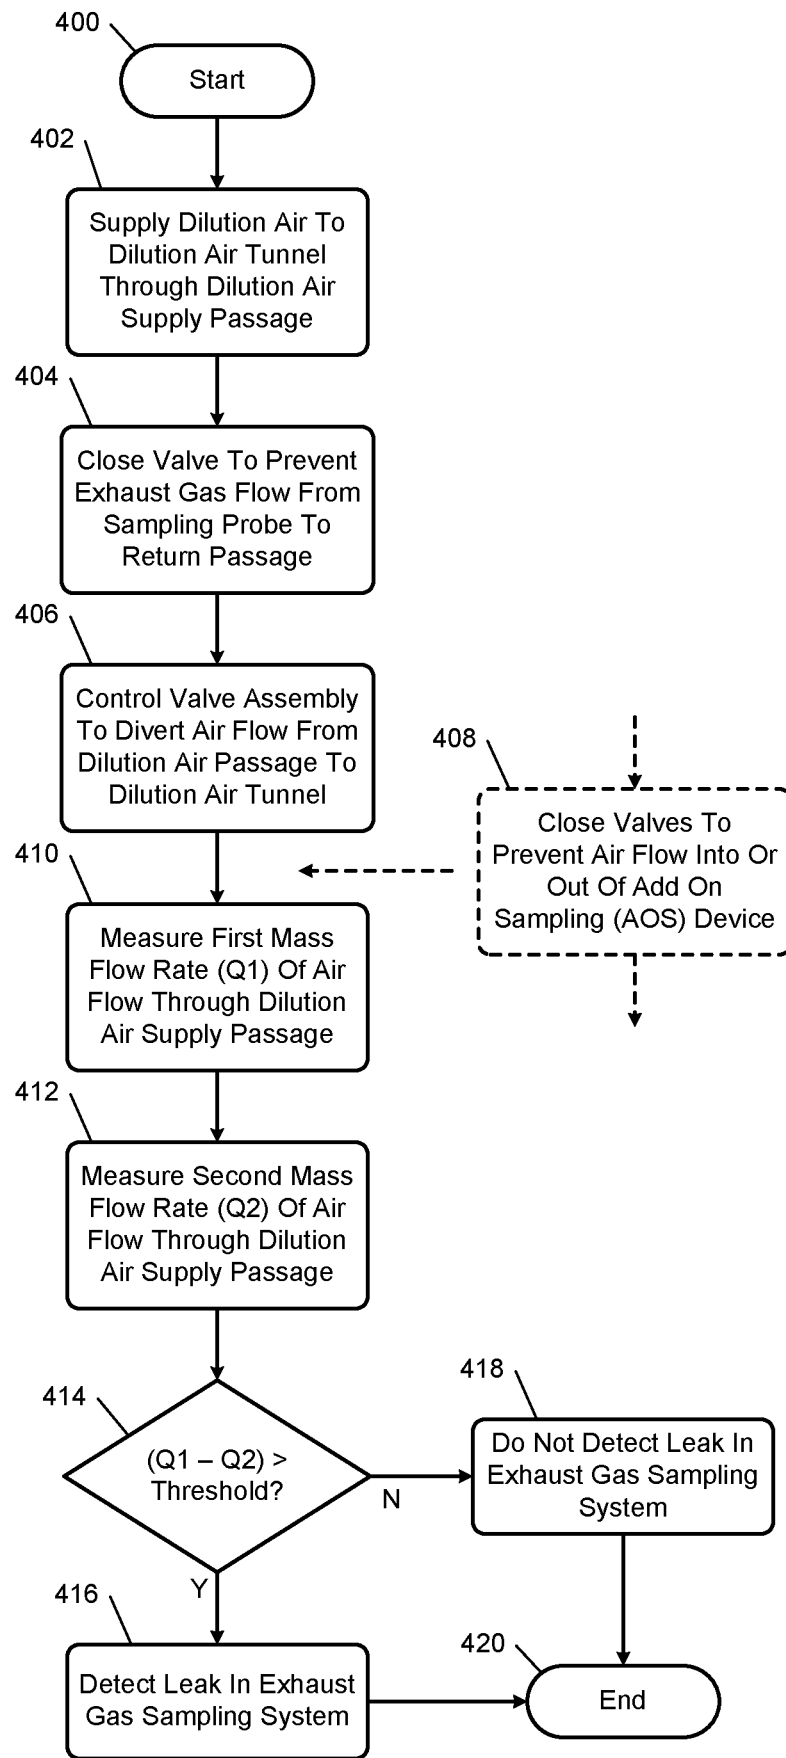 400
Start
402
Supply Dilution Air To
Dilution Air Tunnel
Through Dilution Air
Supply Passage
404
Close Valve To Prevent
Exhaust Gas Flow From
Sampling Probe To
Return Passage
406
Control Valve Assembly
To Divert Air Flow From
Dilution Air Passage To
Dilution Air Tunnel
408
Close Valves To
Prevent Air Flow Into Or
Out Of Add On
Sampling (AOS) Device
410
Measure First Mass
Flow Rate (Q1) Of Air
Flow Through Dilution
Air Supply Passage
412
Measure Second Mass
Flow Rate (Q2) Of Air
Flow Through Dilution
Air Supply Passage
414
(Q1 – Q2) >
Threshold?
N
Y
418
Do Not Detect Leak In
Exhaust Gas Sampling
System
416
Detect Leak In Exhaust
Gas Sampling System
420
End